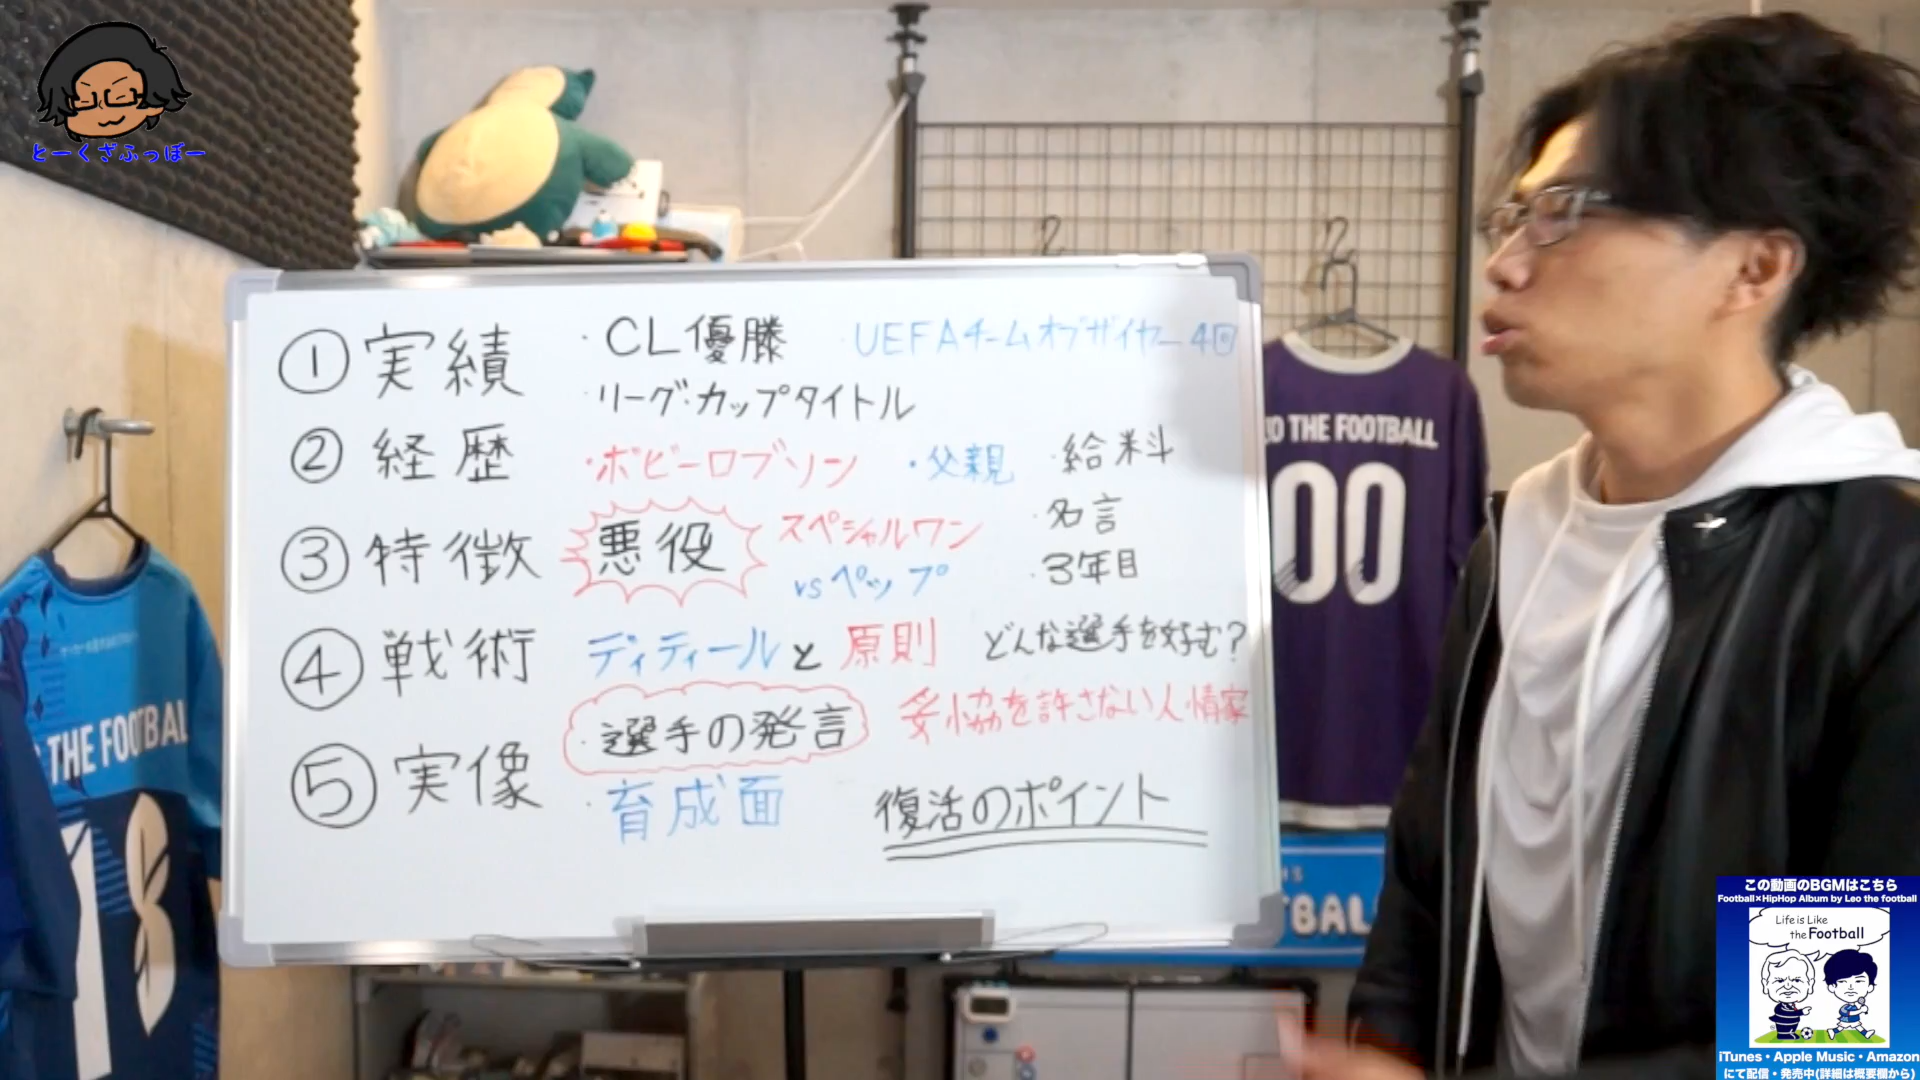 とーくざふっぼー
① 実績 ・CL優勝 UEFAチームオブザイヤー4回
・リーグ・カップタイトル
② 経歴 ・ボビーロブソン ・父親 ・給料
③ 特徴 悪役 スペシャルワン ・名言
vsペップ ・3年目
④ 戦術 ディティールと原則 どんな選手を好む?
・選手の発言 妥協を許さない人情家
⑤ 実像
・育成面 復活のポイント
O THE FOOTBALL
00
THE FOOTBAL
18
TBAL
この動画のBGMはこちら
Football×HipHop Album by Leo the football
Life is Like
the Football
iTunes・Apple Music・Amazon
にて配信・発売中(詳細は概要欄から)